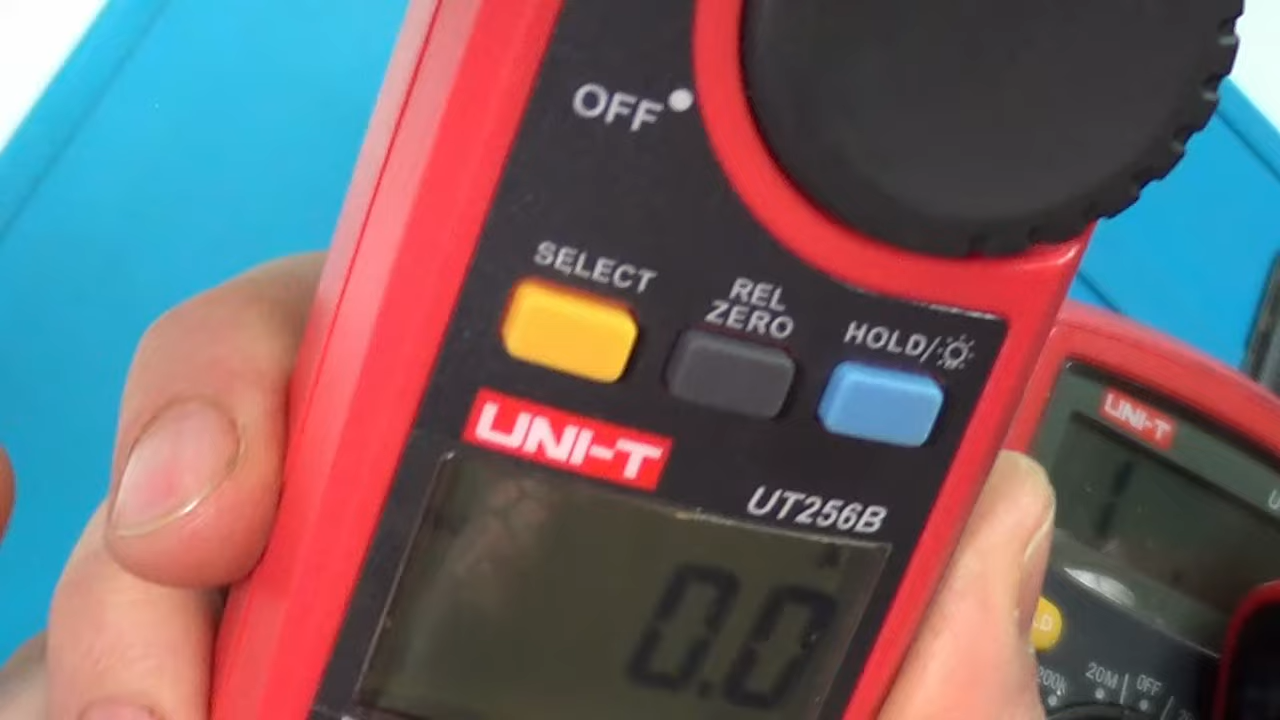 OFF
SELECT
REL
ZERO
HOLD/
UNI-T
UT256B
A
0.0
UNI-T
20M
OFF